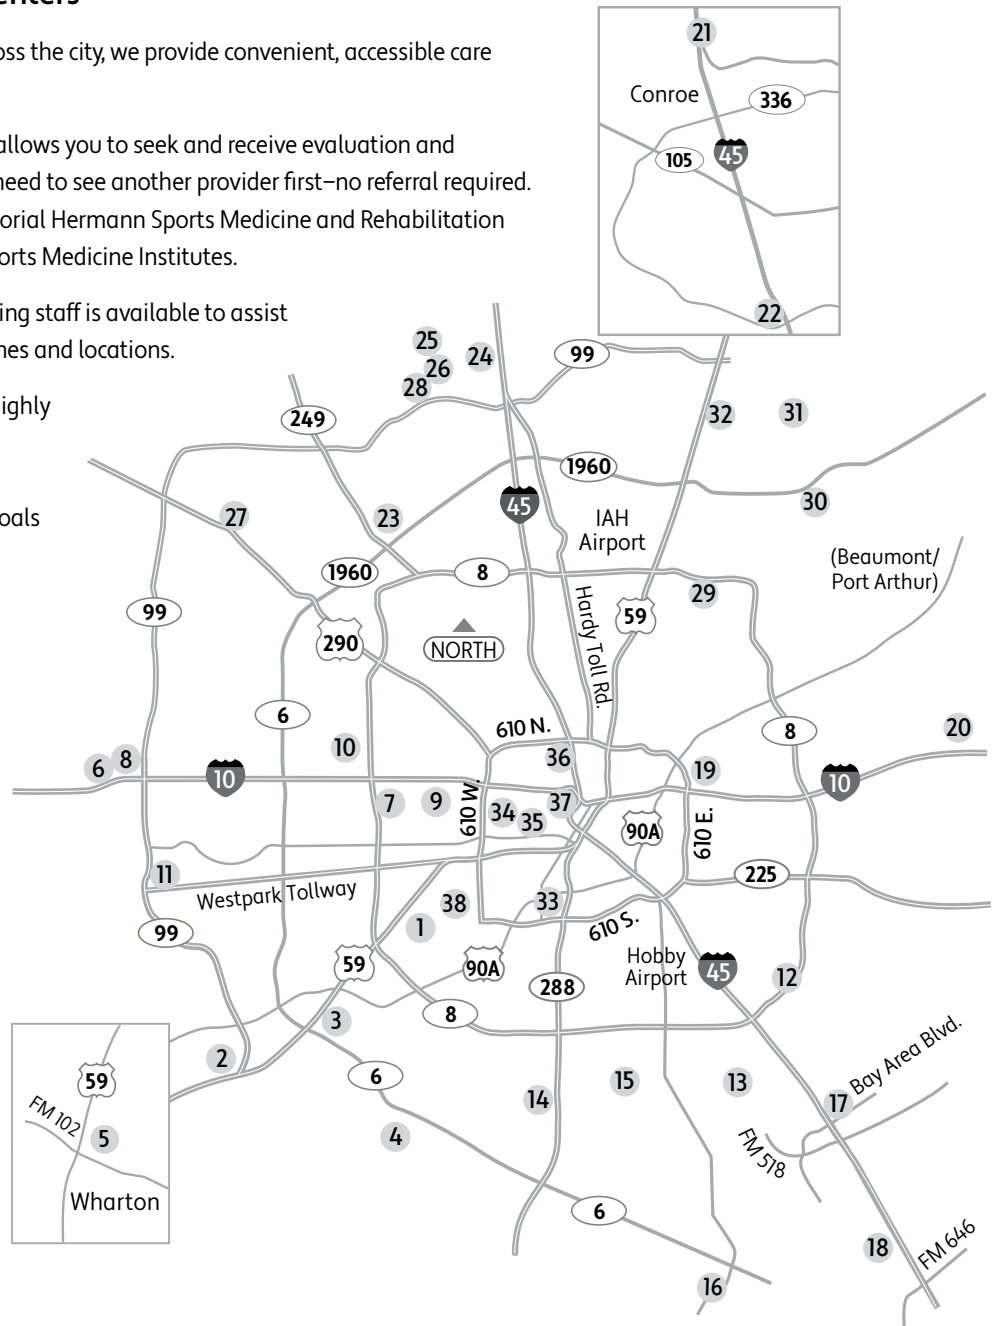 enters
oss the city, we provide convenient, accessible care
allows you to seek and receive evaluation and
need to see another provider first–no referral required.
orial Hermann Sports Medicine and Rehabilitation
orts Medicine Institutes.
ing staff is available to assist
nes and locations.
ighly
oals
21
Conroe
336
105
45
22
25
24
99
26
28
249
32
31
1960
45
30
27
23
IAH
Airport
(Beaumont/
Port Arthur)
1960
8
29
99
59
Hardy Toll Rd.
290
NORTH
6
610 N.
8
20
10
36
6
8
19
10
10
7
9
610 W.
34
37
35
90A
610 E.
11
225
Westpark Tollway
38
33
1
610 S.
99
59
90A
Hobby
Airport
45
12
288
3
8
2
Bay Area Blvd.
6
15
13
59
14
17
FM 102
5
4
FM 518
Wharton
6
18
FM 646
16